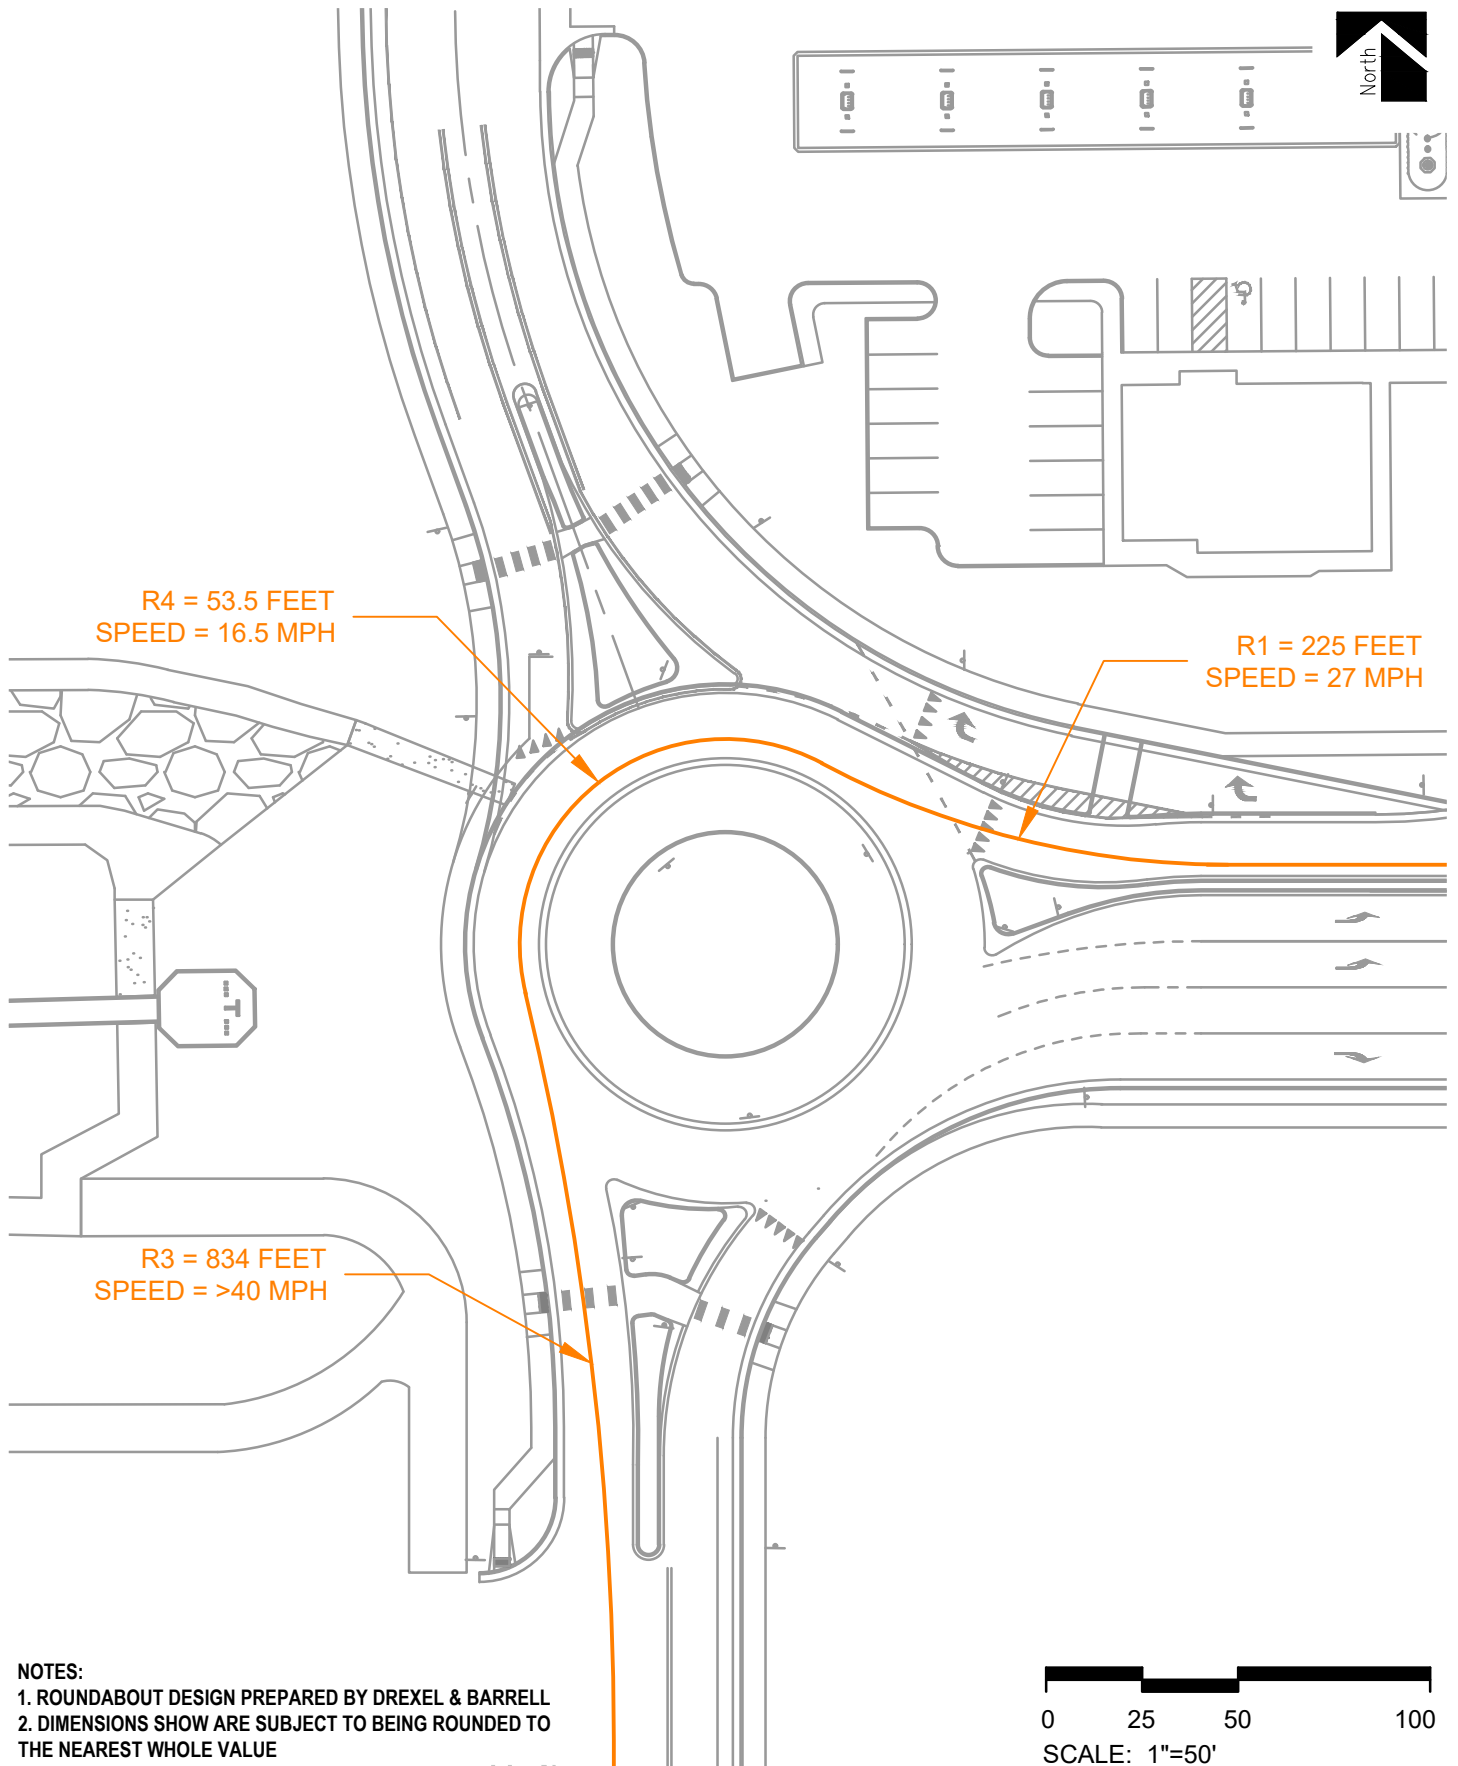 North
R4 = 53.5 FEET
SPEED = 16.5 MPH
R1 = 225 FEET
SPEED = 27 MPH
T
R3 = 834 FEET
SPEED = >40 MPH
NOTES:
1. ROUNDABOUT DESIGN PREPARED BY DREXEL & BARRELL
2. DIMENSIONS SHOW ARE SUBJECT TO BEING ROUNDED TO
THE NEAREST WHOLE VALUE
0 25 50 100
SCALE: 1"=50'